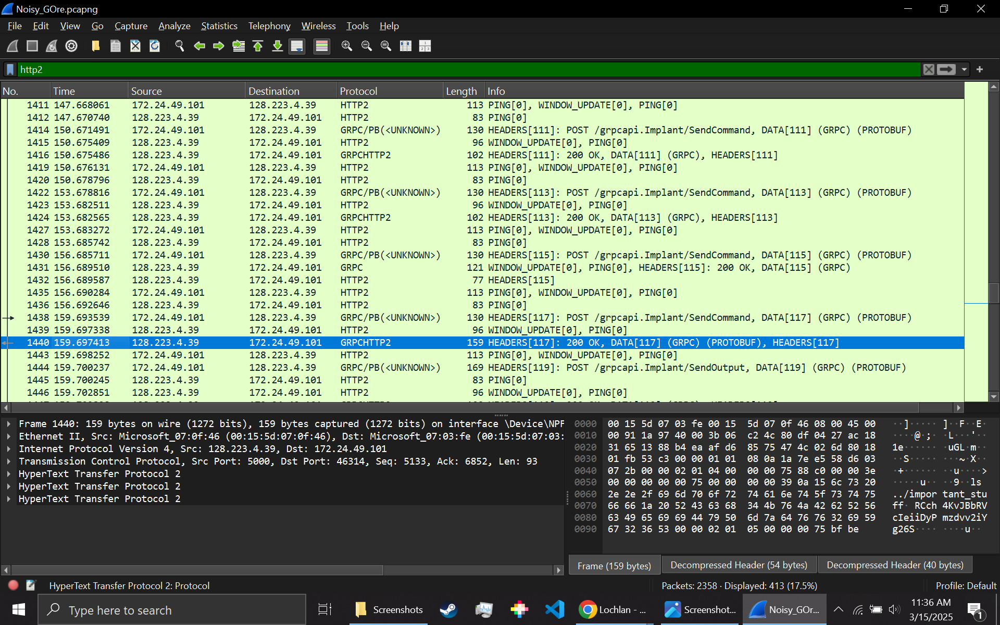 Noisy_GOre.pcapng
File Edit View Go Capture Analyze Statistics Telephony Wireless Tools Help
http2
No. Time Source Destination Protocol Length Info
1411 147.668061 172.24.49.101 128.223.4.39 HTTP2 113 PING[0], WINDOW_UPDATE[0], PING[0]
1412 147.670740 128.223.4.39 172.24.49.101 HTTP2 83 PING[0]
1414 150.671491 172.24.49.101 128.223.4.39 GRPC/PB(<UNKNOWN>) 130 HEADERS[111]: POST /grpcapi.Implant/SendCommand, DATA[111] (GRPC) (PROTOBUF)
1415 150.675409 128.223.4.39 172.24.49.101 HTTP2 96 WINDOW_UPDATE[0], PING[0]
1416 150.675486 128.223.4.39 172.24.49.101 GRPCHTTP2 102 HEADERS[111]: 200 OK, DATA[111] (GRPC), HEADERS[111]
1419 150.676131 172.24.49.101 128.223.4.39 HTTP2 113 PING[0], WINDOW_UPDATE[0], PING[0]
1420 150.678796 128.223.4.39 172.24.49.101 HTTP2 83 PING[0]
1422 153.678816 172.24.49.101 128.223.4.39 GRPC/PB(<UNKNOWN>) 130 HEADERS[113]: POST /grpcapi.Implant/SendCommand, DATA[113] (GRPC) (PROTOBUF)
1423 153.682511 128.223.4.39 172.24.49.101 HTTP2 96 WINDOW_UPDATE[0], PING[0]
1424 153.682565 128.223.4.39 172.24.49.101 GRPCHTTP2 102 HEADERS[113]: 200 OK, DATA[113] (GRPC), HEADERS[113]
1427 153.683272 172.24.49.101 128.223.4.39 HTTP2 113 PING[0], WINDOW_UPDATE[0], PING[0]
1428 153.685742 128.223.4.39 172.24.49.101 HTTP2 83 PING[0]
1430 156.685711 172.24.49.101 128.223.4.39 GRPC/PB(<UNKNOWN>) 130 HEADERS[115]: POST /grpcapi.Implant/SendCommand, DATA[115] (GRPC) (PROTOBUF)
1431 156.689510 128.223.4.39 172.24.49.101 GRPC 121 WINDOW_UPDATE[0], PING[0], HEADERS[115]: 200 OK, DATA[115] (GRPC)
1432 156.689587 128.223.4.39 172.24.49.101 HTTP2 77 HEADERS[115]
1435 156.690284 172.24.49.101 128.223.4.39 HTTP2 113 PING[0], WINDOW_UPDATE[0], PING[0]
1436 156.692646 128.223.4.39 172.24.49.101 HTTP2 83 PING[0]
1438 159.693539 172.24.49.101 128.223.4.39 GRPC/PB(<UNKNOWN>) 130 HEADERS[117]: POST /grpcapi.Implant/SendCommand, DATA[117] (GRPC) (PROTOBUF)
1439 159.697338 128.223.4.39 172.24.49.101 HTTP2 96 WINDOW_UPDATE[0], PING[0]
1440 159.697413 128.223.4.39 172.24.49.101 GRPCHTTP2 159 HEADERS[117]: 200 OK, DATA[117] (GRPC) (PROTOBUF), HEADERS[117]
1443 159.698252 172.24.49.101 128.223.4.39 HTTP2 113 PING[0], WINDOW_UPDATE[0], PING[0]
1444 159.700237 172.24.49.101 128.223.4.39 GRPC/PB(<UNKNOWN>) 169 HEADERS[119]: POST /grpcapi.Implant/SendOutput, DATA[119] (GRPC) (PROTOBUF)
1445 159.700245 128.223.4.39 172.24.49.101 HTTP2 83 PING[0]
1446 159.702851 128.223.4.39 172.24.49.101 HTTP2 96 WINDOW_UPDATE[0], PING[0]
Frame 1440: 159 bytes on wire (1272 bits), 159 bytes captured (1272 bits) on interface \Device\NPF
Ethernet II, Src: Microsoft_07:0f:46 (00:15:5d:07:0f:46), Dst: Microsoft_07:03:fe (00:15:5d:07:03:
Internet Protocol Version 4, Src: 128.223.4.39, Dst: 172.24.49.101
Transmission Control Protocol, Src Port: 5000, Dst Port: 46314, Seq: 5133, Ack: 6852, Len: 93
HyperText Transfer Protocol 2
HyperText Transfer Protocol 2
HyperText Transfer Protocol 2
0000 00 15 5d 07 03 fe 00 15 5d 07 0f 46 08 00 45 00 ··]····· ]··F··E·
0010 00 91 1a 97 40 00 3b 06 c2 4c 80 df 04 27 ac 18 ····@·;· ·L···'··
0020 31 65 13 88 b4 ea af d6 85 75 47 4c 02 6d 80 18 1e······ ·uGL·m··
0030 01 fb 53 c3 00 00 01 01 08 0a 1a 7e e5 58 d6 03 ··S····· ···~·X··
0040 07 2b 00 00 02 01 04 00 00 00 75 88 c0 00 00 3e ·+······ ··u····>
0050 00 00 00 00 00 75 00 00 00 00 39 0a 15 6c 73 20 ·····u·· ··9··ls
0060 2e 2e 2f 69 6d 70 6f 72 74 61 6e 74 5f 73 74 75 ../impor tant_stu
0070 66 66 1a 20 52 43 63 68 34 4b 76 4a 42 62 52 56 ff· RCch 4KvJBbRV
0080 63 49 65 69 69 44 79 50 6d 7a 64 76 76 32 69 59 cIeiiDyP mzdvv2iY
0090 67 32 36 53 00 00 02 01 05 00 00 00 75 bf be g26S···· ····u··
Frame (159 bytes) Decompressed Header (54 bytes) Decompressed Header (40 bytes)
HyperText Transfer Protocol 2: Protocol Packets: 2358 · Displayed: 413 (17.5%) Profile: Default
Type here to search Screenshots Lochlan - ... Screenshot... Noisy_GOr... 11:36 AM
3/15/2025 1